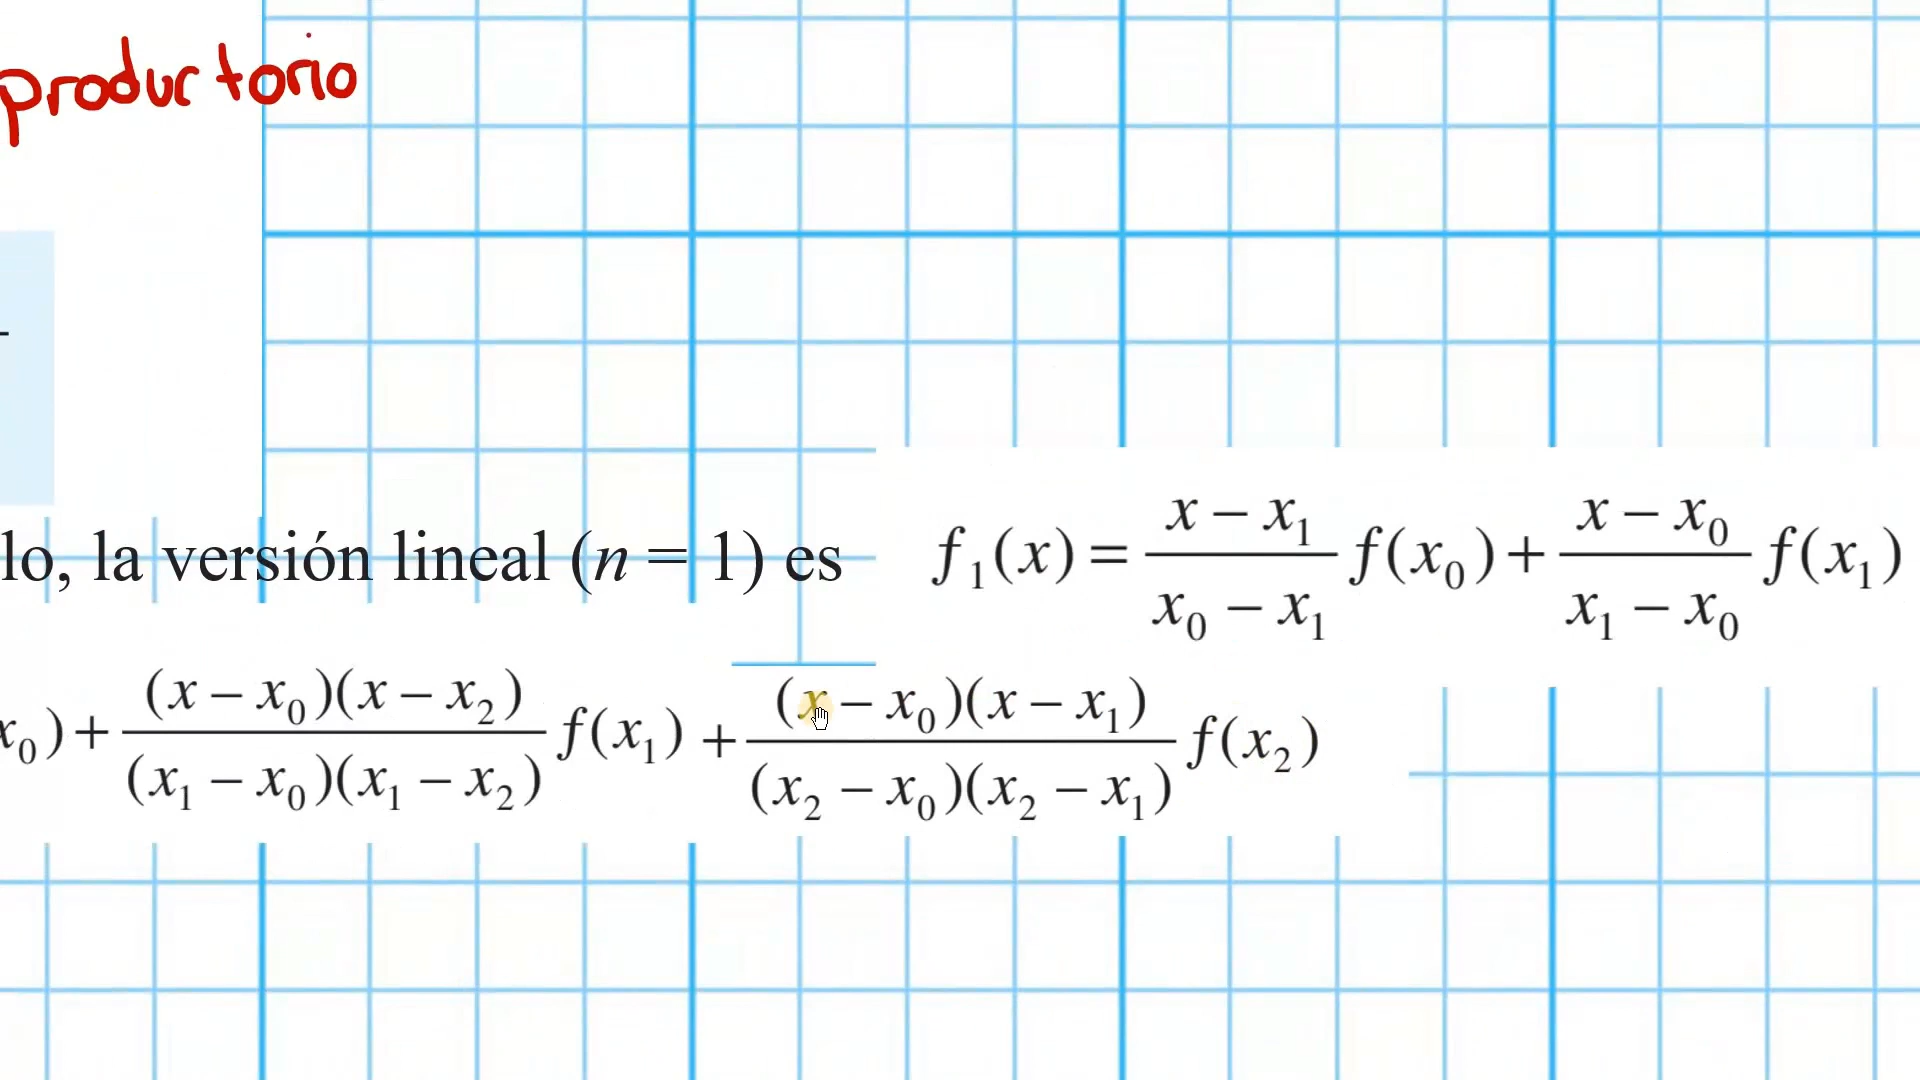 productorio
lo, la versión lineal (n = 1) es
f₁(x) = (x − x₁)/(x₀ − x₁) f(x₀) + (x − x₀)/(x₁ − x₀) f(x₁)
x₀) + (x − x₀)(x − x₂)/(x₁ − x₀)(x₁ − x₂) f(x₁) + (x − x₀)(x − x₁)/(x₂ − x₀)(x₂ − x₁) f(x₂)